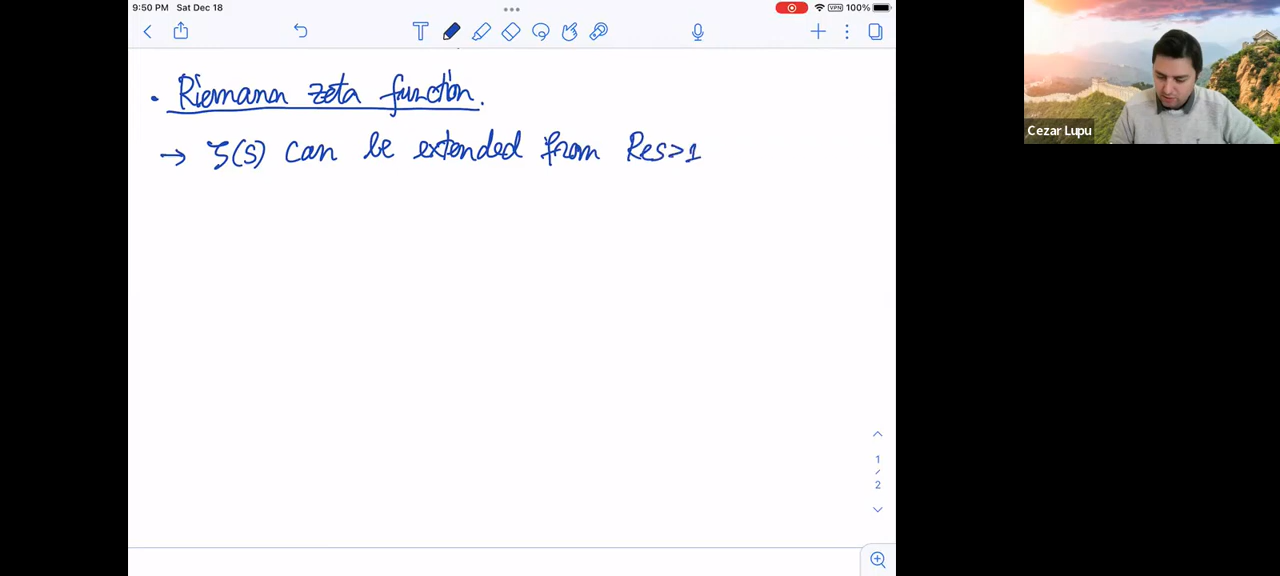 9:50 PM Sat Dec 18
VPN 100%
T
• Riemann zeta function.
→ ζ(s) can be extended from Res>1
Cezar Lupu
1
/
2